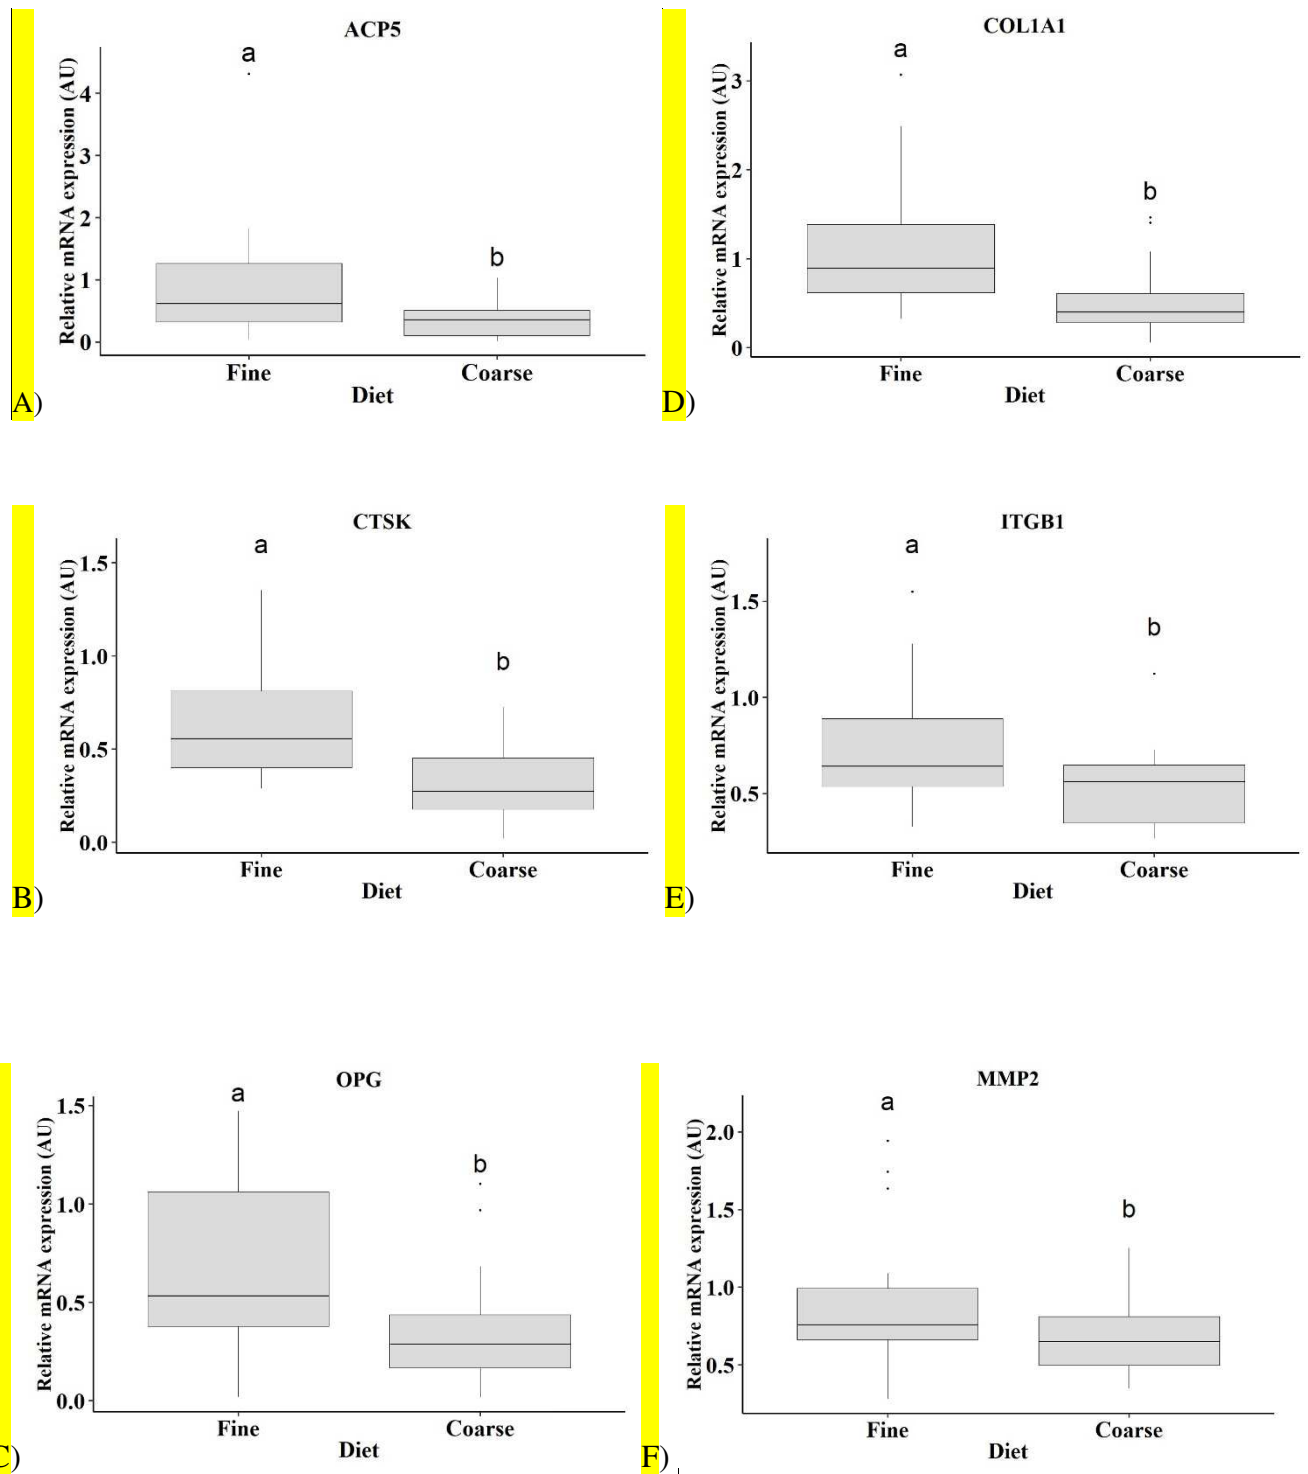 ACP5
a
b
Relative mRNA expression (AU)
4
3
2
1
0
Fine Coarse
Diet
A)
COL1A1
a
b
Relative mRNA expression (AU)
3
2
1
0
Fine Coarse
Diet
D)
CTSK
a
b
Relative mRNA expression (AU)
1.5
1.0
0.5
0.0
Fine Coarse
Diet
B)
ITGB1
a
b
Relative mRNA expression (AU)
1.5
1.0
0.5
Fine Coarse
Diet
E)
OPG
a
b
Relative mRNA expression (AU)
1.5
1.0
0.5
0.0
Fine Coarse
Diet
C)
MMP2
a
b
Relative mRNA expression (AU)
2.0
1.5
1.0
0.5
Fine Coarse
Diet
F)